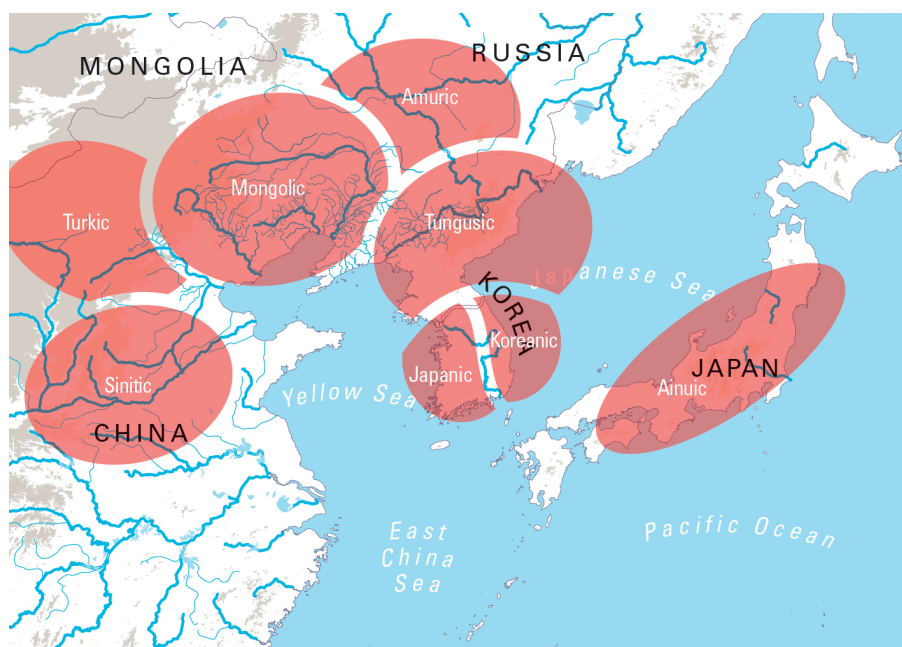 MONGOLIA
RUSSIA
Amuric
Mongolic
Turkic
Tungusic
Japanese Sea
KOREA
Koreanic
Japanic
Sinitic
Yellow Sea
CHINA
JAPAN
Ainuic
East
China
Sea
Pacific Ocean